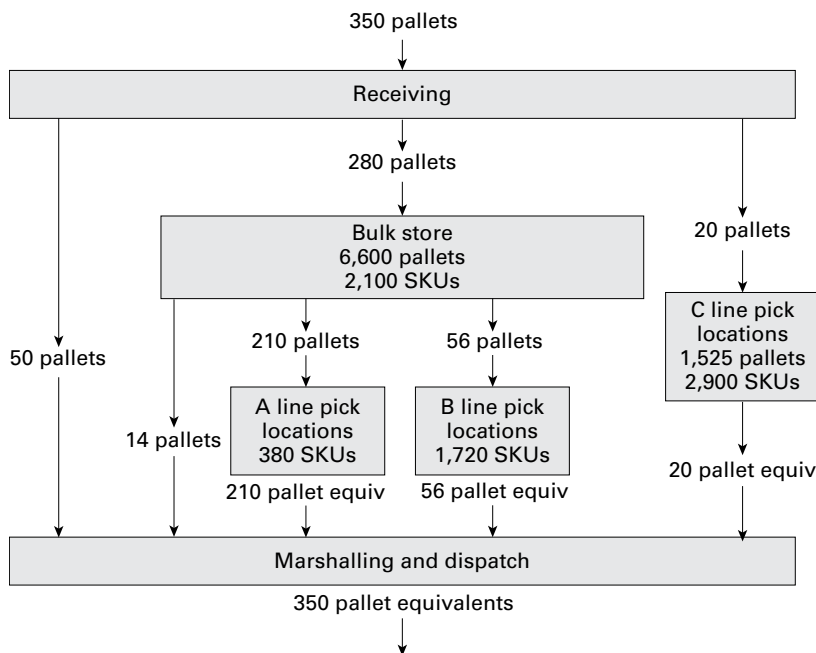 350 pallets
Receiving
280 pallets
20 pallets
Bulk store
6,600 pallets
2,100 SKUs
C line pick
locations
1,525 pallets
2,900 SKUs
50 pallets
210 pallets
56 pallets
14 pallets
A line pick
locations
380 SKUs
B line pick
locations
1,720 SKUs
210 pallet equiv
56 pallet equiv
20 pallet equiv
Marshalling and dispatch
350 pallet equivalents